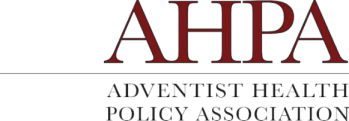 AHPA
ADVENTIST HEALTH
POLICY ASSOCIATION